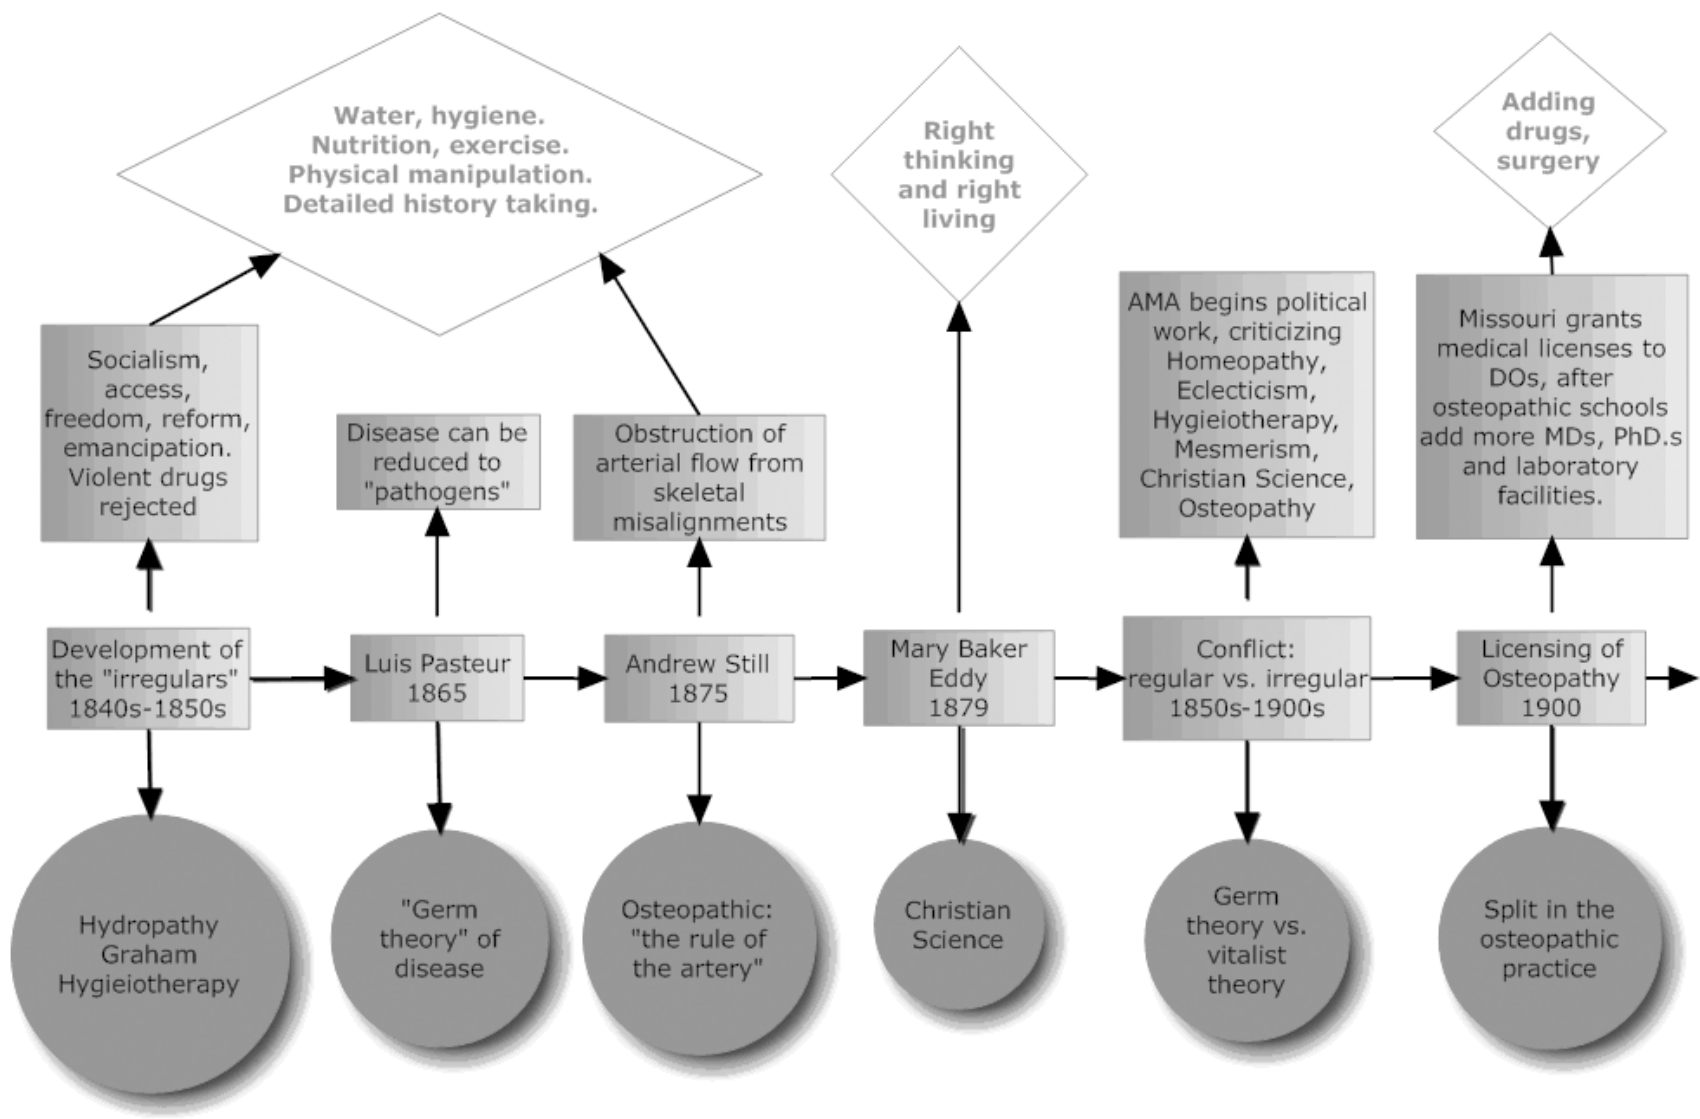 Water, hygiene.
Nutrition, exercise.
Physical manipulation.
Detailed history taking.
Right
thinking
and right
living
Adding
drugs,
surgery
Socialism,
access,
freedom, reform,
emancipation.
Violent drugs
rejected
Disease can be
reduced to
"pathogens"
Obstruction of
arterial flow from
skeletal
misalignments
AMA begins political
work, criticizing
Homeopathy,
Eclecticism,
Hygieiotherapy,
Mesmerism,
Christian Science,
Osteopathy
Missouri grants
medical licenses to
DOs, after
osteopathic schools
add more MDs, PhD.s
and laboratory
facilities.
Development of
the "irregulars"
1840s-1850s
Luis Pasteur
1865
Andrew Still
1875
Mary Baker
Eddy
1879
Conflict:
regular vs. irregular
1850s-1900s
Licensing of
Osteopathy
1900
Hydropathy
Graham
Hygieiotherapy
"Germ
theory" of
disease
Osteopathic:
"the rule of
the artery"
Christian
Science
Germ
theory vs.
vitalist
theory
Split in the
osteopathic
practice